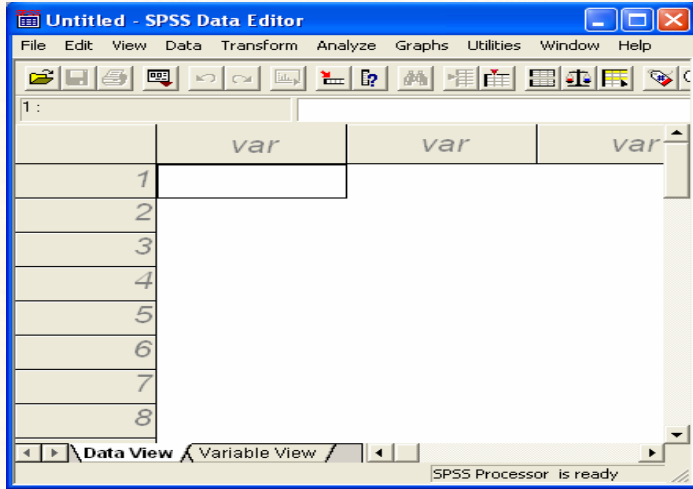 Untitled - SPSS Data Editor
File Edit View Data Transform Analyze Graphs Utilities Window Help
1 :
var var var
1
2
3
4
5
6
7
8
Data View Variable View
SPSS Processor is ready